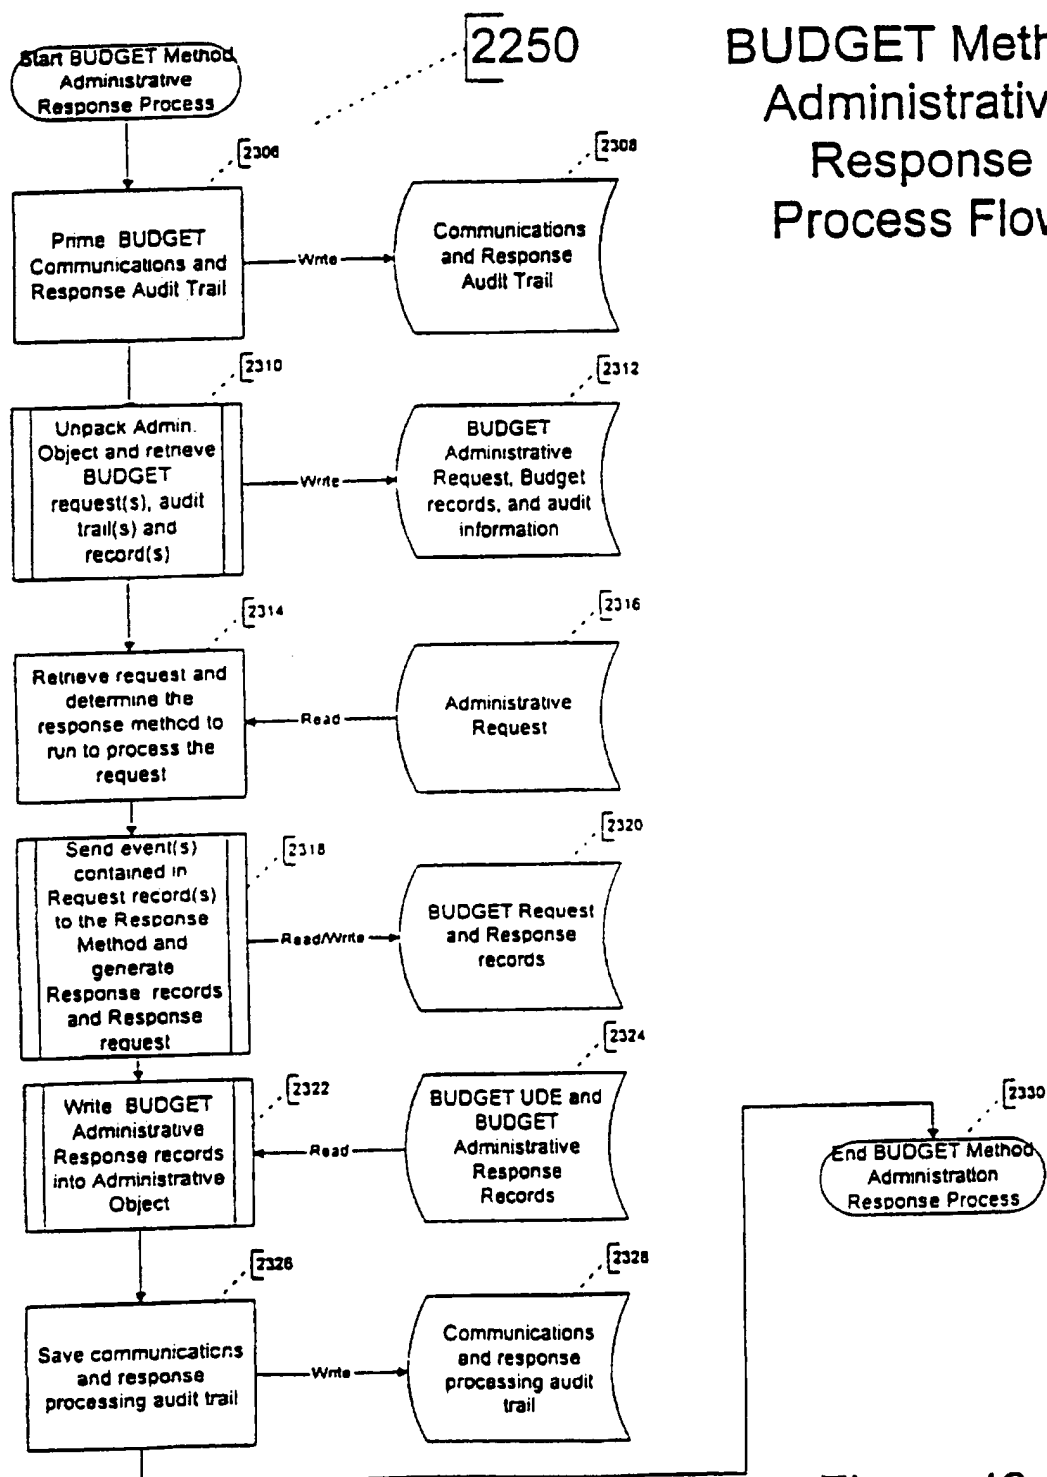 2250
BUDGET Meth
Administrativ
Response
Process Flow
Start BUDGET Method
Administrative
Response Process
2306
Prime BUDGET
Communications and
Response Audit Trail
Write
2308
Communications
and Response
Audit Trail
2310
Unpack Admin.
Object and retrieve
BUDGET
request(s), audit
trail(s) and
record(s)
Write
2312
BUDGET
Administrative
Request, Budget
records, and audit
information
2314
Retrieve request and
determine the
response method to
run to process the
request
Read
2316
Administrative
Request
2318
Send event(s)
contained in
Request record(s)
to the Response
Method and
generate
Response records
and Response
request
Read/Write
2320
BUDGET Request
and Response
records
2322
Write BUDGET
Administrative
Response records
into Administrative
Object
Read
2324
BUDGET UDE and
BUDGET
Administrative
Response
Records
2326
Save communications
and response
processing audit trail
Write
2328
Communications
and response
processing audit
trail
2330
End BUDGET Method
Administration
Response Process